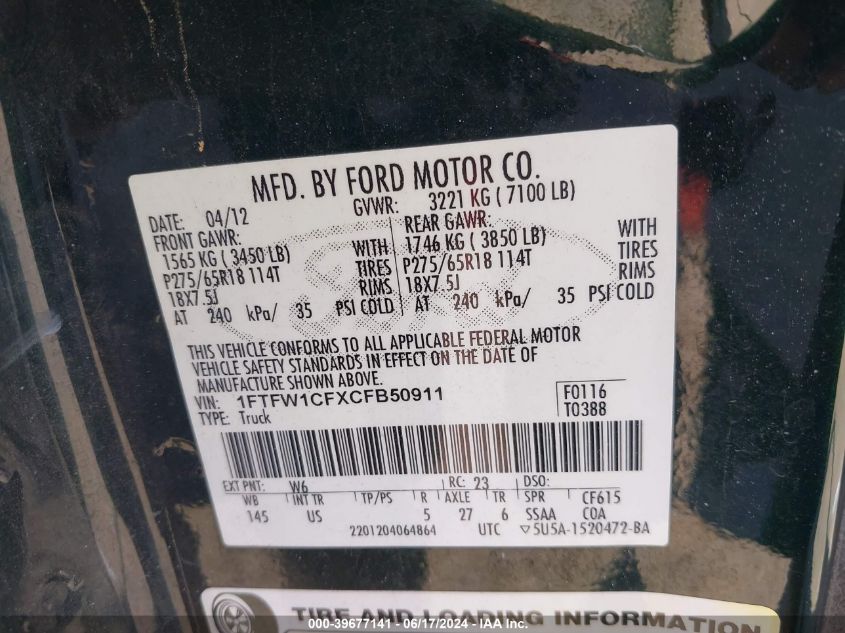 MFD. BY FORD MOTOR CO.
DATE: 04/12
GVWR: 3221 KG ( 7100 LB)
FRONT GAWR:
REAR GAWR:
1565 KG ( 3450 LB)
WITH
1746 KG ( 3850 LB)
WITH
P275/65R18 114T
TIRES
P275/65R18 114T
TIRES
18X7.5J
RIMS
18X7.5J
RIMS
AT 240 kPa/ 35 PSI COLD
AT 240 kPa/ 35 PSI COLD
THIS VEHICLE CONFORMS TO ALL APPLICABLE FEDERAL MOTOR
VEHICLE SAFETY STANDARDS IN EFFECT ON THE DATE OF
MANUFACTURE SHOWN ABOVE.
VIN: 1FTFW1CFXCFB50911
TYPE: Truck
F0116
T0388
EXT PNT: W6
RC: 23
DSO:
WB
INT TR
TP/PS
R
AXLE
TR
SPR
CF615
145
US
5
27
6
SSAA
COA
2201204064864
UTC
▽5U5A-1520472-BA
TIRE AND LOADING INFORMATION
000-39677141 - 06/17/2024 - IAA Inc.